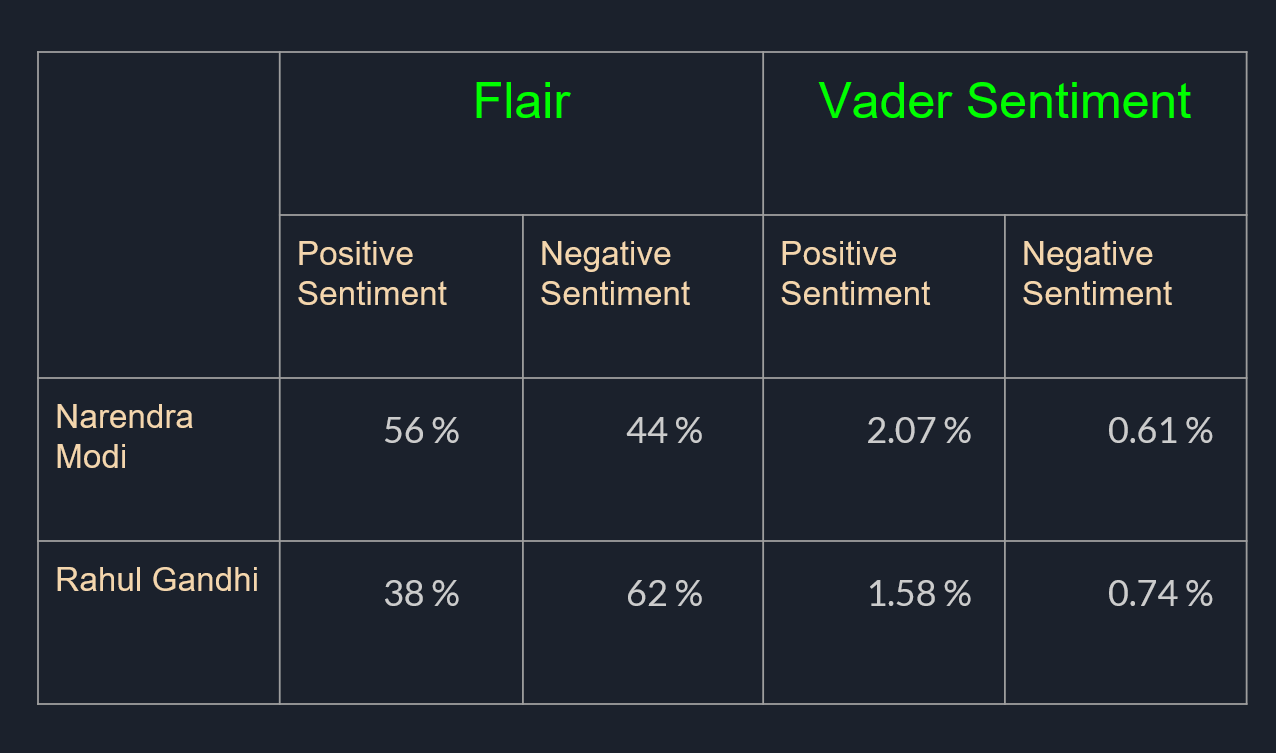 Flair
Vader Sentiment
Positive
Sentiment
Negative
Sentiment
Positive
Sentiment
Negative
Sentiment
Narendra
Modi
56 %
44 %
2.07 %
0.61 %
Rahul Gandhi
38 %
62 %
1.58 %
0.74 %